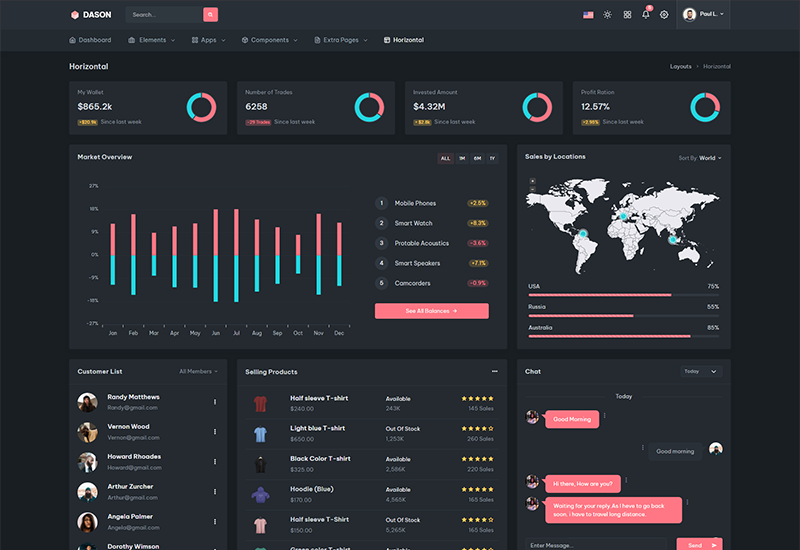 DASON
Search...
8
Paul L.
Dashboard
Elements
Apps
Components
Extra Pages
Horizontal
Horizontal
Layouts > Horizontal
My Wallet
$865.2k
+$20.9k Since last week
Number of Trades
6258
-29 Trades Since last week
Invested Amount
$4.32M
+ $2.8k Since last week
Profit Ration
12.57%
+2.95% Since last week
Market Overview
ALL 1M 6M 1Y
27%
18%
9%
0%
-9%
-18%
-27%
Jan Feb Mar Apr May Jun Jul Aug Sep Oct Nov Dec
1 Mobile Phones +2.5%
2 Smart Watch +8.3%
3 Protable Acoustics -3.6%
4 Smart Speakers +7.1%
5 Camcorders -0.9%
See All Balances →
Sales by Locations
Sort By: World
+
−
USA 75%
Russia 55%
Australia 85%
Customer List
All Members
Randy Matthews
Randy@gmail.com
Vernon Wood
Vernon@gmail.com
Howard Rhoades
Howard@gmail.com
Arthur Zurcher
Arthur@gmail.com
Angela Palmer
Angela@gmail.com
Dorothy Wimson
Selling Products
Half sleeve T-shirt Available
$240.00 243K 145 Sales
Light blue T-shirt Out Of Stock
$650.00 1,253K 260 Sales
Black Color T-shirt Available
$325.00 2,586K 220 Sales
Hoodie (Blue) Available
$170.00 4,565K 165 Sales
Half sleeve T-Shirt Out Of Stock
$150.00 5,265K 165 Sales
Green color T-shirt Available
Chat
Today
Today
Good Morning
Good morning
Hi there, How are you?
Waiting for your reply.As I have to go back
soon. i have to travel long distance.
Enter Message...
Send